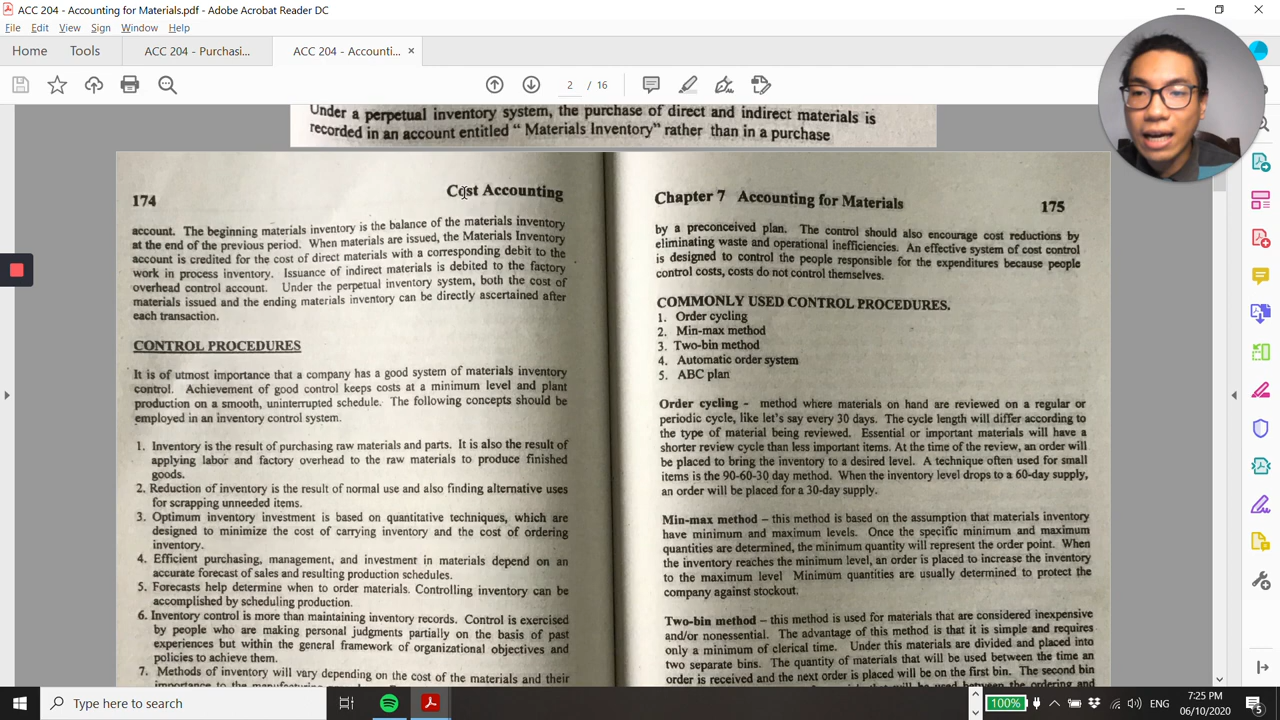 ACC 204 - Accounting for Materials.pdf - Adobe Acrobat Reader DC
File Edit View Sign Window Help
Home Tools ACC 204 - Purchasi... ACC 204 - Accounti... ×
2 / 16
Under a perpetual inventory system, the purchase of direct and indirect materials is
recorded in an account entitled “ Materials Inventory” rather than in a purchase
174 Cost Accounting
account. The beginning materials inventory is the balance of the materials inventory
at the end of the previous period. When materials are issued, the Materials Inventory
account is credited for the cost of direct materials with a corresponding debit to the
work in process inventory. Issuance of indirect materials is debited to the factory
overhead control account. Under the perpetual inventory system, both the cost of
materials issued and the ending materials inventory can be directly ascertained after
each transaction.
CONTROL PROCEDURES
It is of utmost importance that a company has a good system of materials inventory
control. Achievement of good control keeps costs at a minimum level and plant
production on a smooth, uninterrupted schedule. The following concepts should be
employed in an inventory control system.
1. Inventory is the result of purchasing raw materials and parts. It is also the result of
applying labor and factory overhead to the raw materials to produce finished
goods.
2. Reduction of inventory is the result of normal use and also finding alternative uses
for scrapping unneeded items.
3. Optimum inventory investment is based on quantitative techniques, which are
designed to minimize the cost of carrying inventory and the cost of ordering
inventory.
4. Efficient purchasing, management, and investment in materials depend on an
accurate forecast of sales and resulting production schedules.
5. Forecasts help determine when to order materials. Controlling inventory can be
accomplished by scheduling production.
6. Inventory control is more than maintaining inventory records. Control is exercised
by people who are making personal judgments partially on the basis of past
experiences but within the general framework of organizational objectives and
policies to achieve them.
7. Methods of inventory will vary depending on the cost of the materials and their
importance to the manufacturing
Chapter 7 Accounting for Materials 175
by a preconceived plan. The control should also encourage cost reductions by
eliminating waste and operational inefficiencies. An effective system of cost control
is designed to control the people responsible for the expenditures because people
control costs, costs do not control themselves.
COMMONLY USED CONTROL PROCEDURES.
1. Order cycling
2. Min-max method
3. Two-bin method
4. Automatic order system
5. ABC plan
Order cycling - method where materials on hand are reviewed on a regular or
periodic cycle, like let’s say every 30 days. The cycle length will differ according to
the type of material being reviewed. Essential or important materials will have a
shorter review cycle than less important items. At the time of the review, an order will
be placed to bring the inventory to a desired level. A technique often used for small
items is the 90-60-30 day method. When the inventory level drops to a 60-day supply,
an order will be placed for a 30-day supply.
Min-max method – this method is based on the assumption that materials inventory
have minimum and maximum levels. Once the specific minimum and maximum
quantities are determined, the minimum quantity will represent the order point. When
the inventory reaches the minimum level, an order is placed to increase the inventory
to the maximum level Minimum quantities are usually determined to protect the
company against stockout.
Two-bin method – this method is used for materials that are considered inexpensive
and/or nonessential. The advantage of this method is that it is simple and requires
only a minimum of clerical time. Under this materials are divided and placed into
two separate bins. The quantity of materials that will be used between the time an
order is received and the next order is placed will be on the first bin. The second bin
will be used between the ordering and
Type here to search
100% ENG 7:25 PM
06/10/2020 5